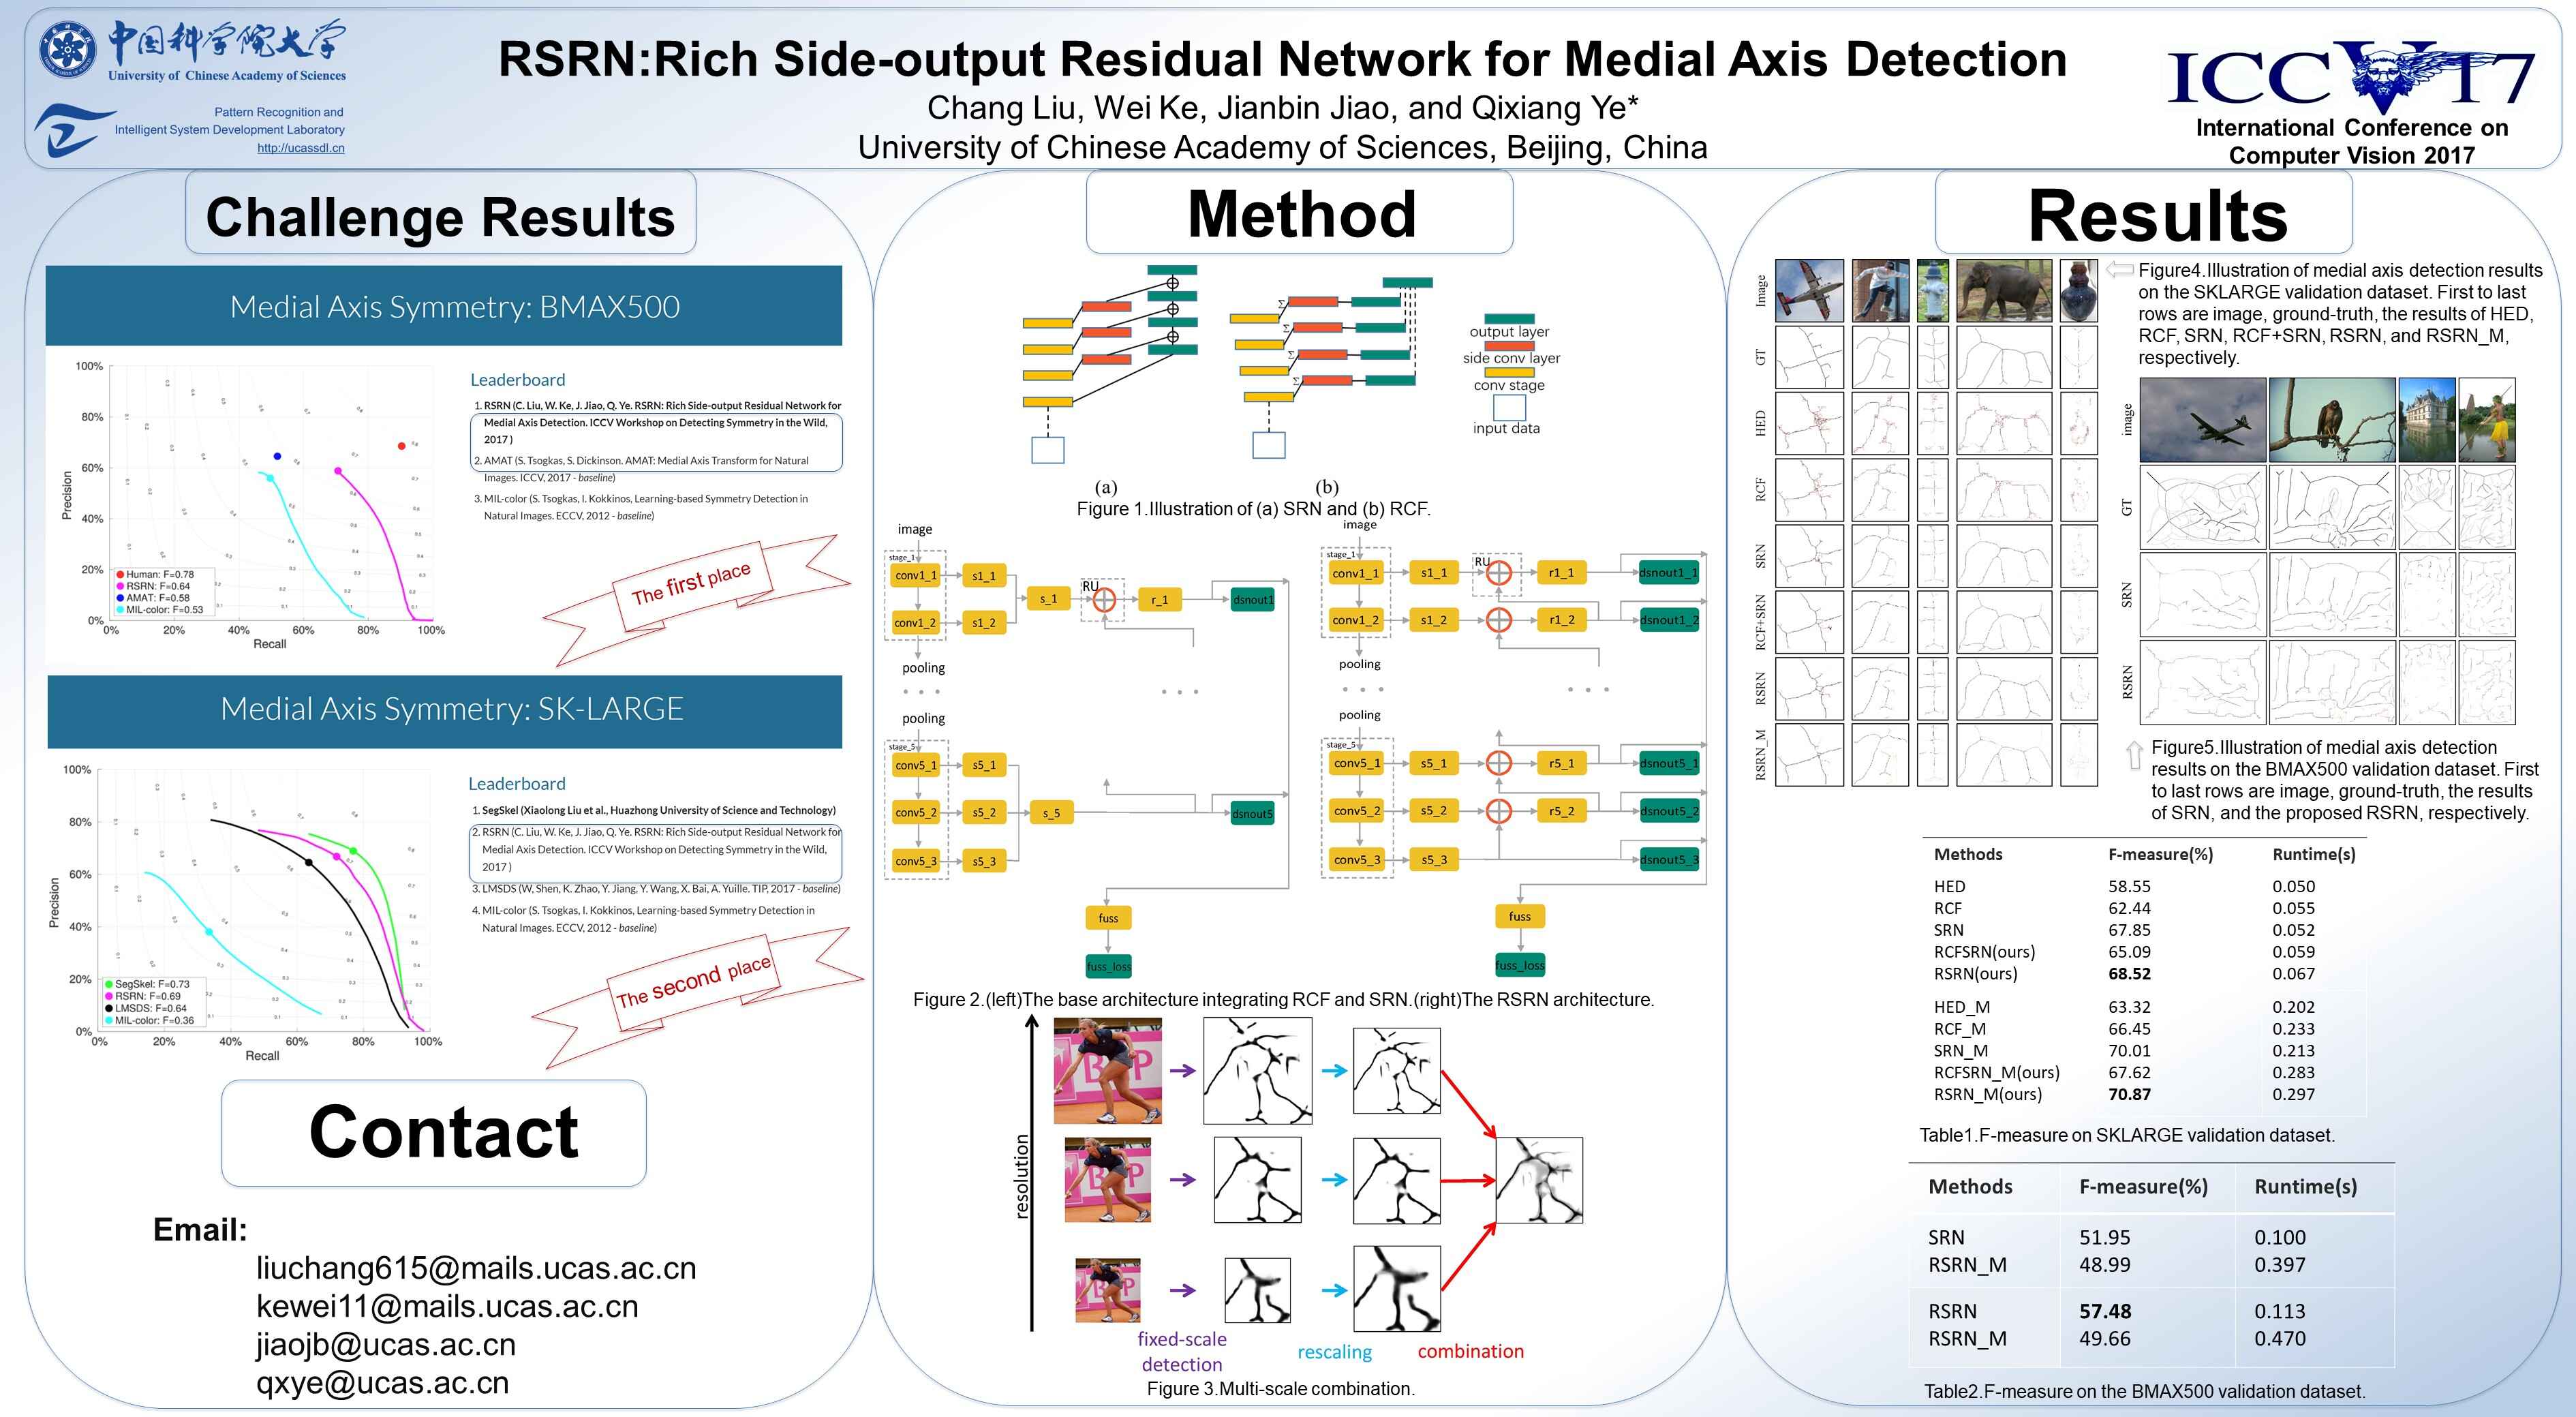 中国科学院大学
University of Chinese Academy of Sciences
Pattern Recognition and
Intelligent System Development Laboratory
http://ucassdl.cn
RSRN:Rich Side-output Residual Network for Medial Axis Detection
Chang Liu, Wei Ke, Jianbin Jiao, and Qixiang Ye*
University of Chinese Academy of Sciences, Beijing, China
ICCV17
International Conference on
Computer Vision 2017
Challenge Results
Medial Axis Symmetry: BMAX500
100%
80%
60%
40%
20%
0%
Precision
0% 20% 40% 60% 80% 100%
Recall
Human: F=0.78
RSRN: F=0.64
AMAT: F=0.58
MIL-color: F=0.53
Leaderboard
1. RSRN (C. Liu, W. Ke, J. Jiao, Q. Ye. RSRN: Rich Side-output Residual Network for
Medial Axis Detection. ICCV Workshop on Detecting Symmetry in the Wild,
2017 )
2. AMAT (S. Tsogkas, S. Dickinson. AMAT: Medial Axis Transform for Natural
Images. ICCV, 2017 - baseline)
3. MIL-color (S. Tsogkas, I. Kokkinos, Learning-based Symmetry Detection in
Natural Images. ECCV, 2012 - baseline)
The first place
Medial Axis Symmetry: SK-LARGE
100%
80%
60%
40%
20%
0%
Precision
0% 20% 40% 60% 80% 100%
Recall
SegSkel: F=0.73
RSRN: F=0.69
LMSDS: F=0.64
MIL-color: F=0.36
Leaderboard
1. SegSkel (Xiaolong Liu et al., Huazhong University of Science and Technology)
2. RSRN (C. Liu, W. Ke, J. Jiao, Q. Ye. RSRN: Rich Side-output Residual Network for
Medial Axis Detection. ICCV Workshop on Detecting Symmetry in the Wild,
2017 )
3. LMSDS (W. Shen, K. Zhao, Y. Jiang, Y. Wang, X. Bai, A. Yuille. TIP, 2017 - baseline)
4. MIL-color (S. Tsogkas, I. Kokkinos, Learning-based Symmetry Detection in
Natural Images. ECCV, 2012 - baseline)
The second place
Contact
Email:
liuchang615@mails.ucas.ac.cn
kewei11@mails.ucas.ac.cn
jiaojb@ucas.ac.cn
qxye@ucas.ac.cn
Method
Σ
Σ
Σ
Σ
output layer
side conv layer
conv stage
input data
(a) (b)
Figure 1.Illustration of (a) SRN and (b) RCF.
image
stage_1
conv1_1 s1_1
s_1 RU r_1 dsnout1
conv1_2 s1_2
pooling
. . . . . .
pooling
stage_5
conv5_1 s5_1
conv5_2 s5_2 s_5 dsnout5
conv5_3 s5_3
fuss
fuss_loss
image
stage_1
conv1_1 s1_1 RU r1_1 dsnout1_1
conv1_2 s1_2 r1_2 dsnout1_2
pooling
. . . . . .
pooling
stage_5
conv5_1 s5_1 r5_1 dsnout5_1
conv5_2 s5_2 r5_2 dsnout5_2
conv5_3 s5_3 dsnout5_3
fuss
fuss_loss
Figure 2.(left)The base architecture integrating RCF and SRN.(right)The RSRN architecture.
resolution
fixed-scale
detection
rescaling
combination
Figure 3.Multi-scale combination.
Results
Image
GT
HED
RCF
SRN
RCF+SRN
RSRN
RSRN_M
Figure4.Illustration of medial axis detection results
on the SKLARGE validation dataset. First to last
rows are image, ground-truth, the results of HED,
RCF, SRN, RCF+SRN, RSRN, and RSRN_M,
respectively.
image
GT
SRN
RSRN
Figure5.Illustration of medial axis detection
results on the BMAX500 validation dataset. First
to last rows are image, ground-truth, the results
of SRN, and the proposed RSRN, respectively.
Methods F-measure(%) Runtime(s)
HED 58.55 0.050
RCF 62.44 0.055
SRN 67.85 0.052
RCFSRN(ours) 65.09 0.059
RSRN(ours) 68.52 0.067
HED_M 63.32 0.202
RCF_M 66.45 0.233
SRN_M 70.01 0.213
RCFSRN_M(ours) 67.62 0.283
RSRN_M(ours) 70.87 0.297
Table1.F-measure on SKLARGE validation dataset.
Methods F-measure(%) Runtime(s)
SRN 51.95 0.100
RSRN_M 48.99 0.397
RSRN 57.48 0.113
RSRN_M 49.66 0.470
Table2.F-measure on the BMAX500 validation dataset.